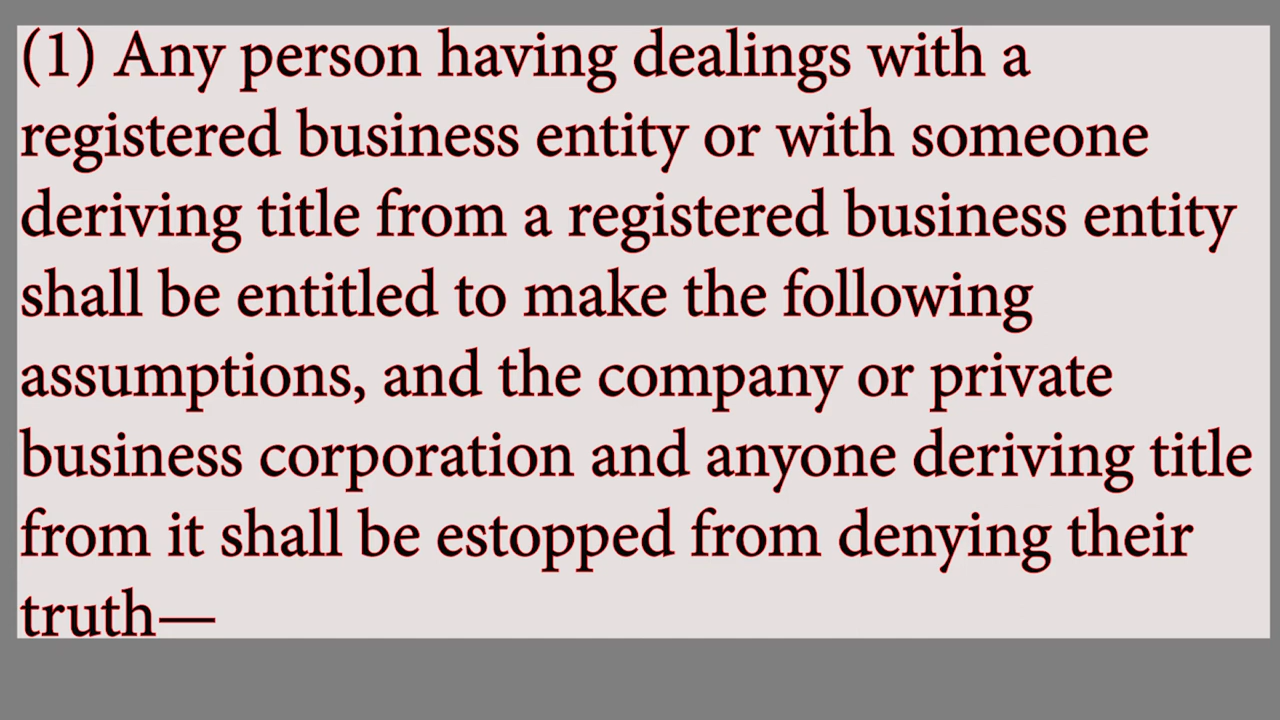 (1) Any person having dealings with a
registered business entity or with someone
deriving title from a registered business entity
shall be entitled to make the following
assumptions, and the company or private
business corporation and anyone deriving title
from it shall be estopped from denying their
truth—